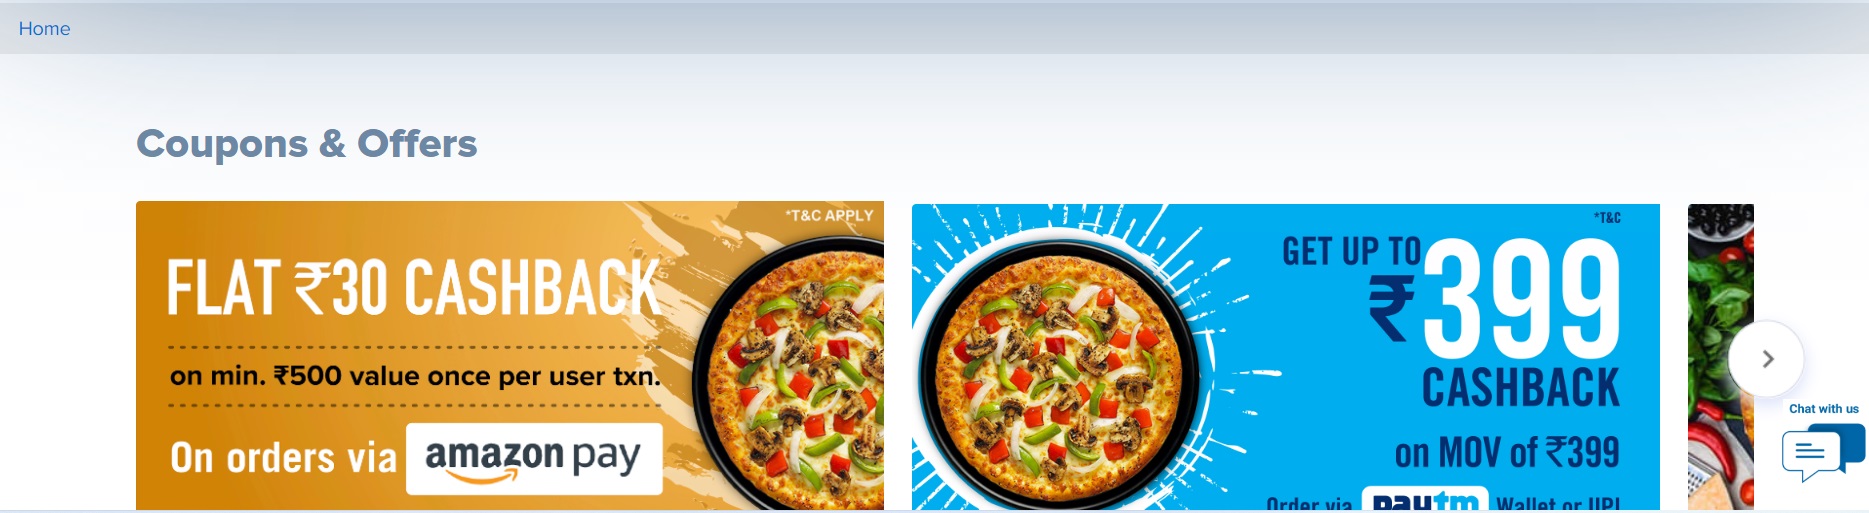 Home
Coupons & Offers
*T&C APPLY
FLAT ₹30 CASHBACK
on min. ₹500 value once per user txn.
On orders via amazon pay
*T&C
GET UP TO
₹399
CASHBACK
on MOV of ₹399
Order via paytm Wallet or UPI
Chat with us